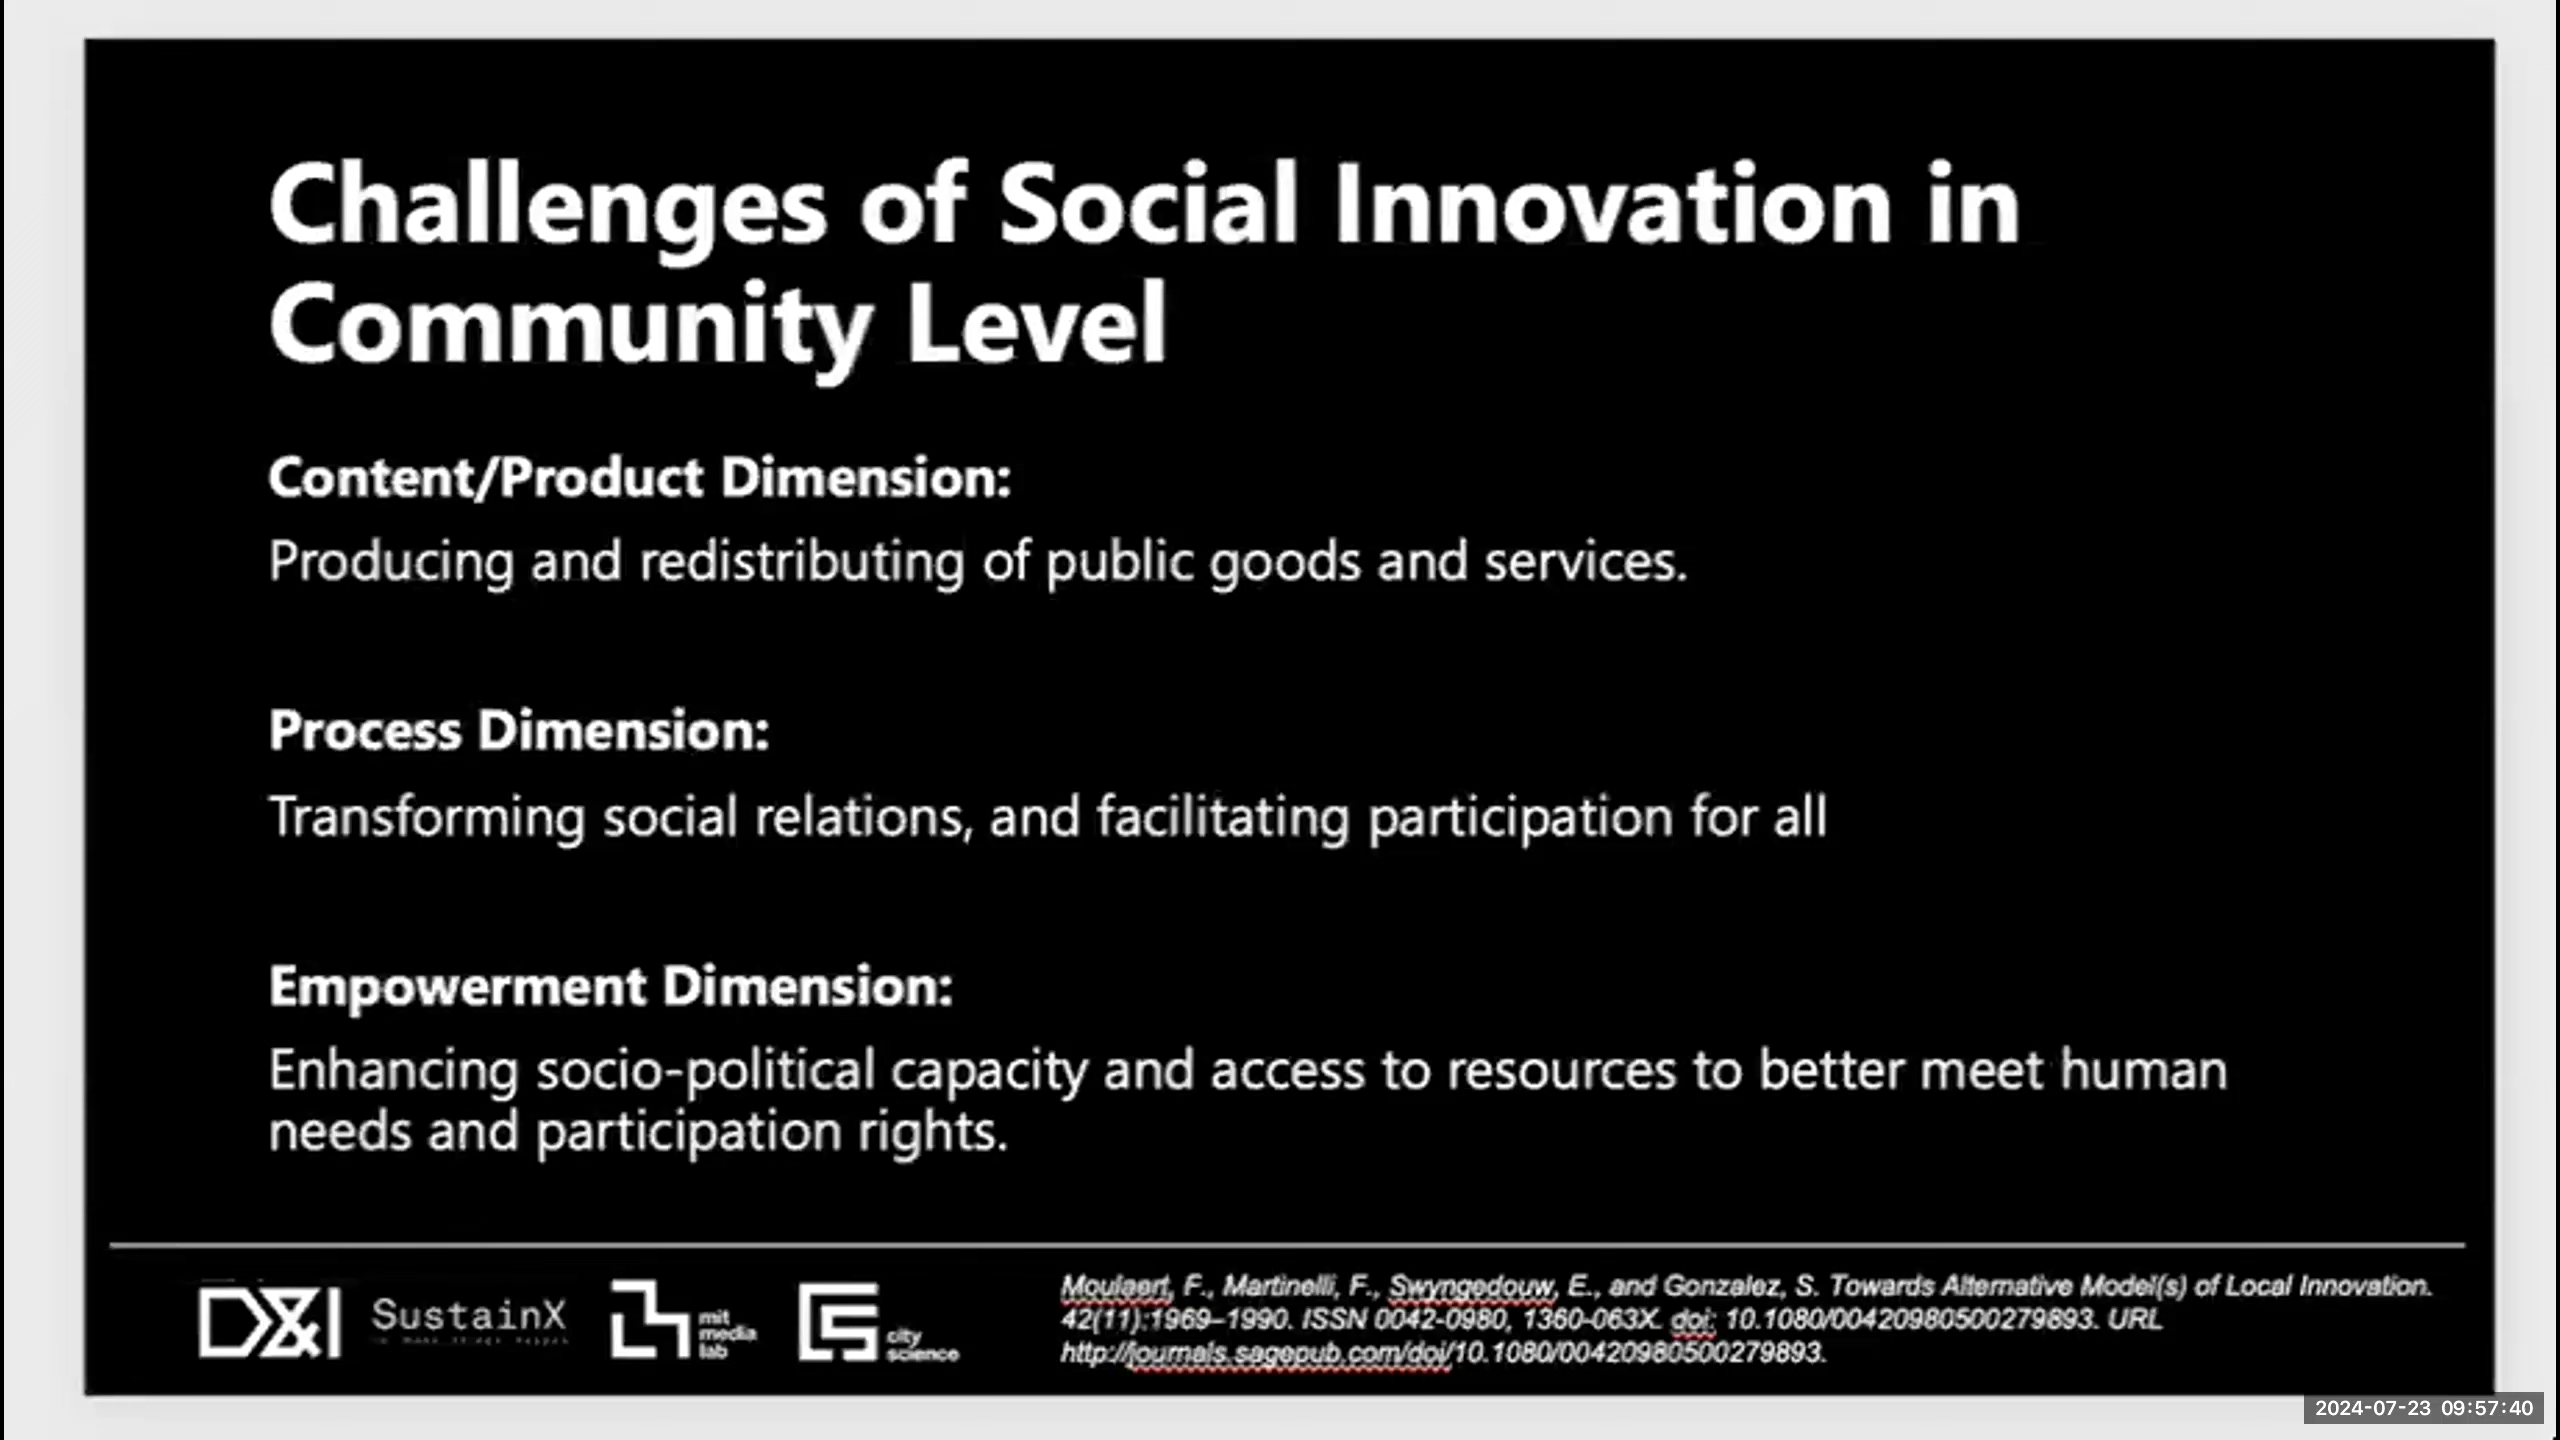 Challenges of Social Innovation in
Community Level
Content/Product Dimension:
Producing and redistributing of public goods and services.
Process Dimension:
Transforming social relations, and facilitating participation for all
Empowerment Dimension:
Enhancing socio-political capacity and access to resources to better meet human
needs and participation rights.
D&I
SustainX
mit
media
lab
city
science
Moulaert, F., Martinelli, F., Swyngedouw, E., and Gonzalez, S. Towards Alternative Model(s) of Local Innovation.
42(11):1969–1990. ISSN 0042-0980, 1360-063X. doi: 10.1080/00420980500279893. URL
http://journals.sagepub.com/doi/10.1080/00420980500279893.
2024-07-23 09:57:40